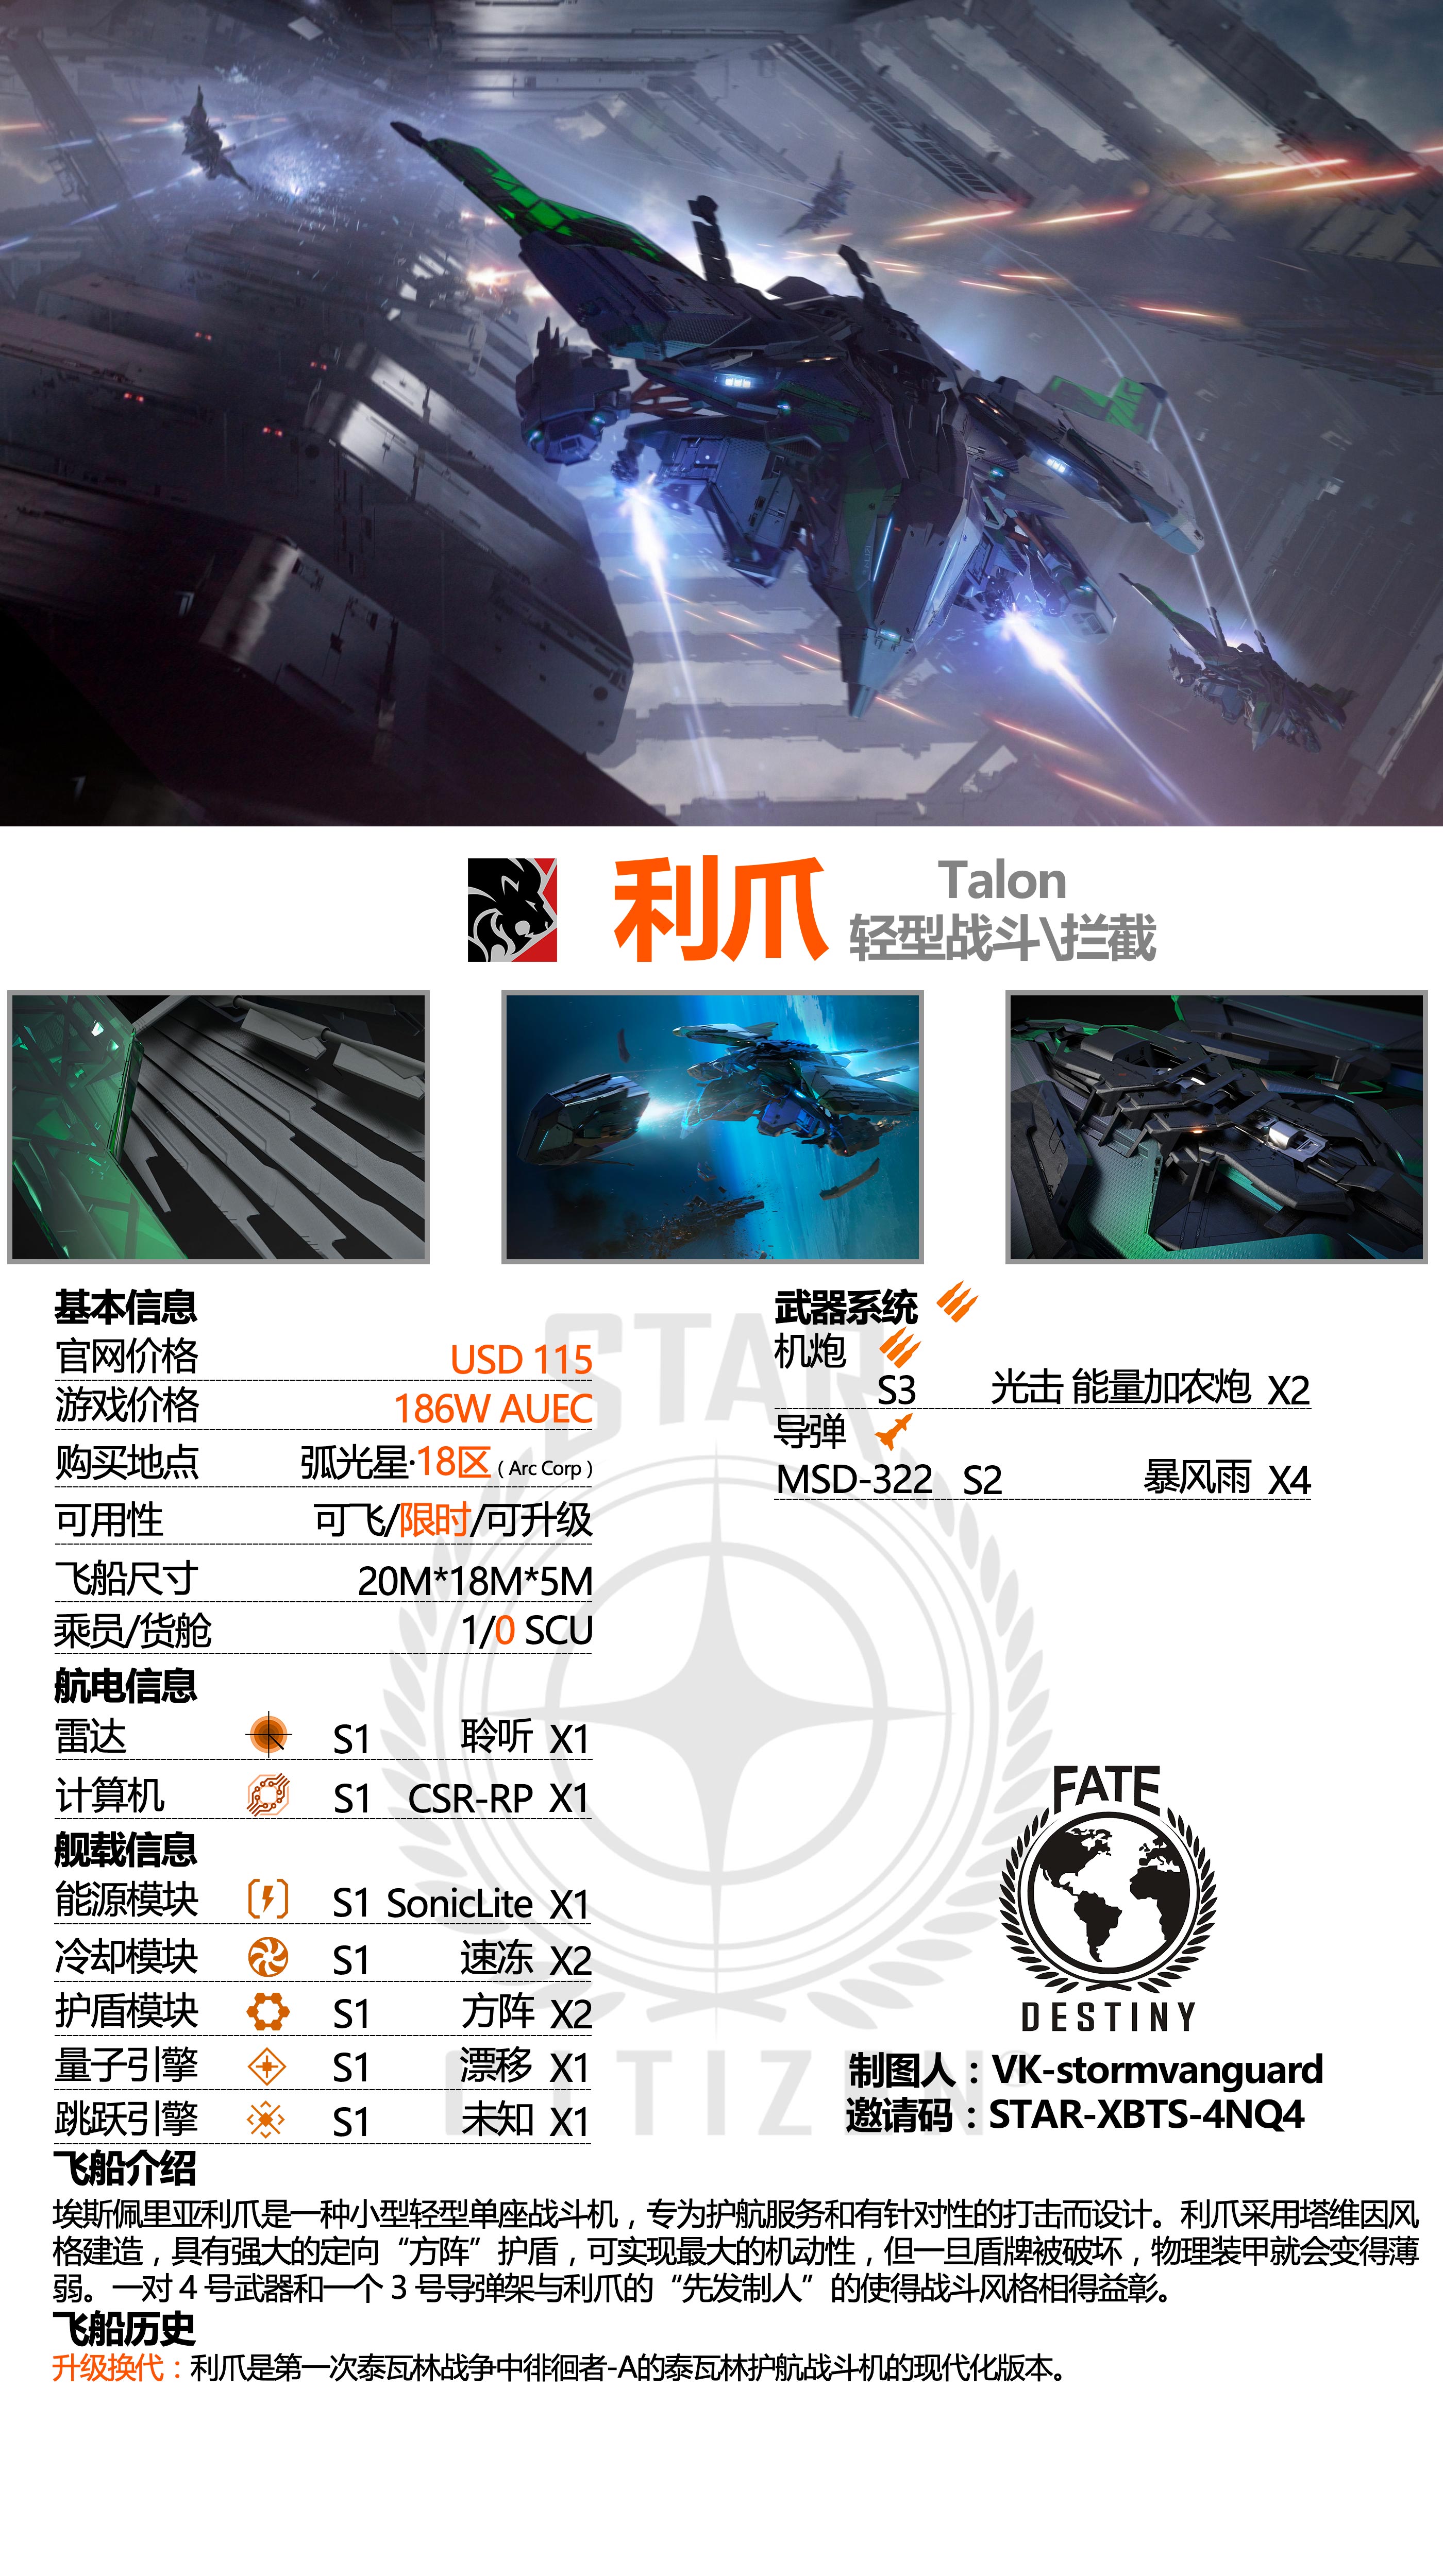 利爪
Talon
轻型战斗\拦截
基本信息
官网价格 USD 115
游戏价格 186W AUEC
购买地点 弧光星·18区 ( Arc Corp )
可用性 可飞/限时/可升级
飞船尺寸 20M*18M*5M
乘员/货舱 1/0 SCU
航电信息
雷达 S1 聆听 X1
计算机 S1 CSR-RP X1
舰载信息
能源模块 S1 SonicLite X1
冷却模块 S1 速冻 X2
护盾模块 S1 方阵 X2
量子引擎 S1 漂移 X1
跳跃引擎 S1 未知 X1
武器系统
机炮
S3 光击 能量加农炮 X2
导弹
MSD-322 S2 暴风雨 X4
STAR
CITIZEN
FATE
DESTINY
制图人：VK-stormvanguard
邀请码：STAR-XBTS-4NQ4
飞船介绍
埃斯佩里亚利爪是一种小型轻型单座战斗机，专为护航服务和有针对性的打击而设计。利爪采用塔维因风
格建造，具有强大的定向“方阵”护盾，可实现最大的机动性，但一旦盾牌被破坏，物理装甲就会变得薄
弱。一对 4 号武器和一个 3 号导弹架与利爪的“先发制人”的使得战斗风格相得益彰。
飞船历史
升级换代：利爪是第一次泰瓦林战争中徘徊者-A的泰瓦林护航战斗机的现代化版本。